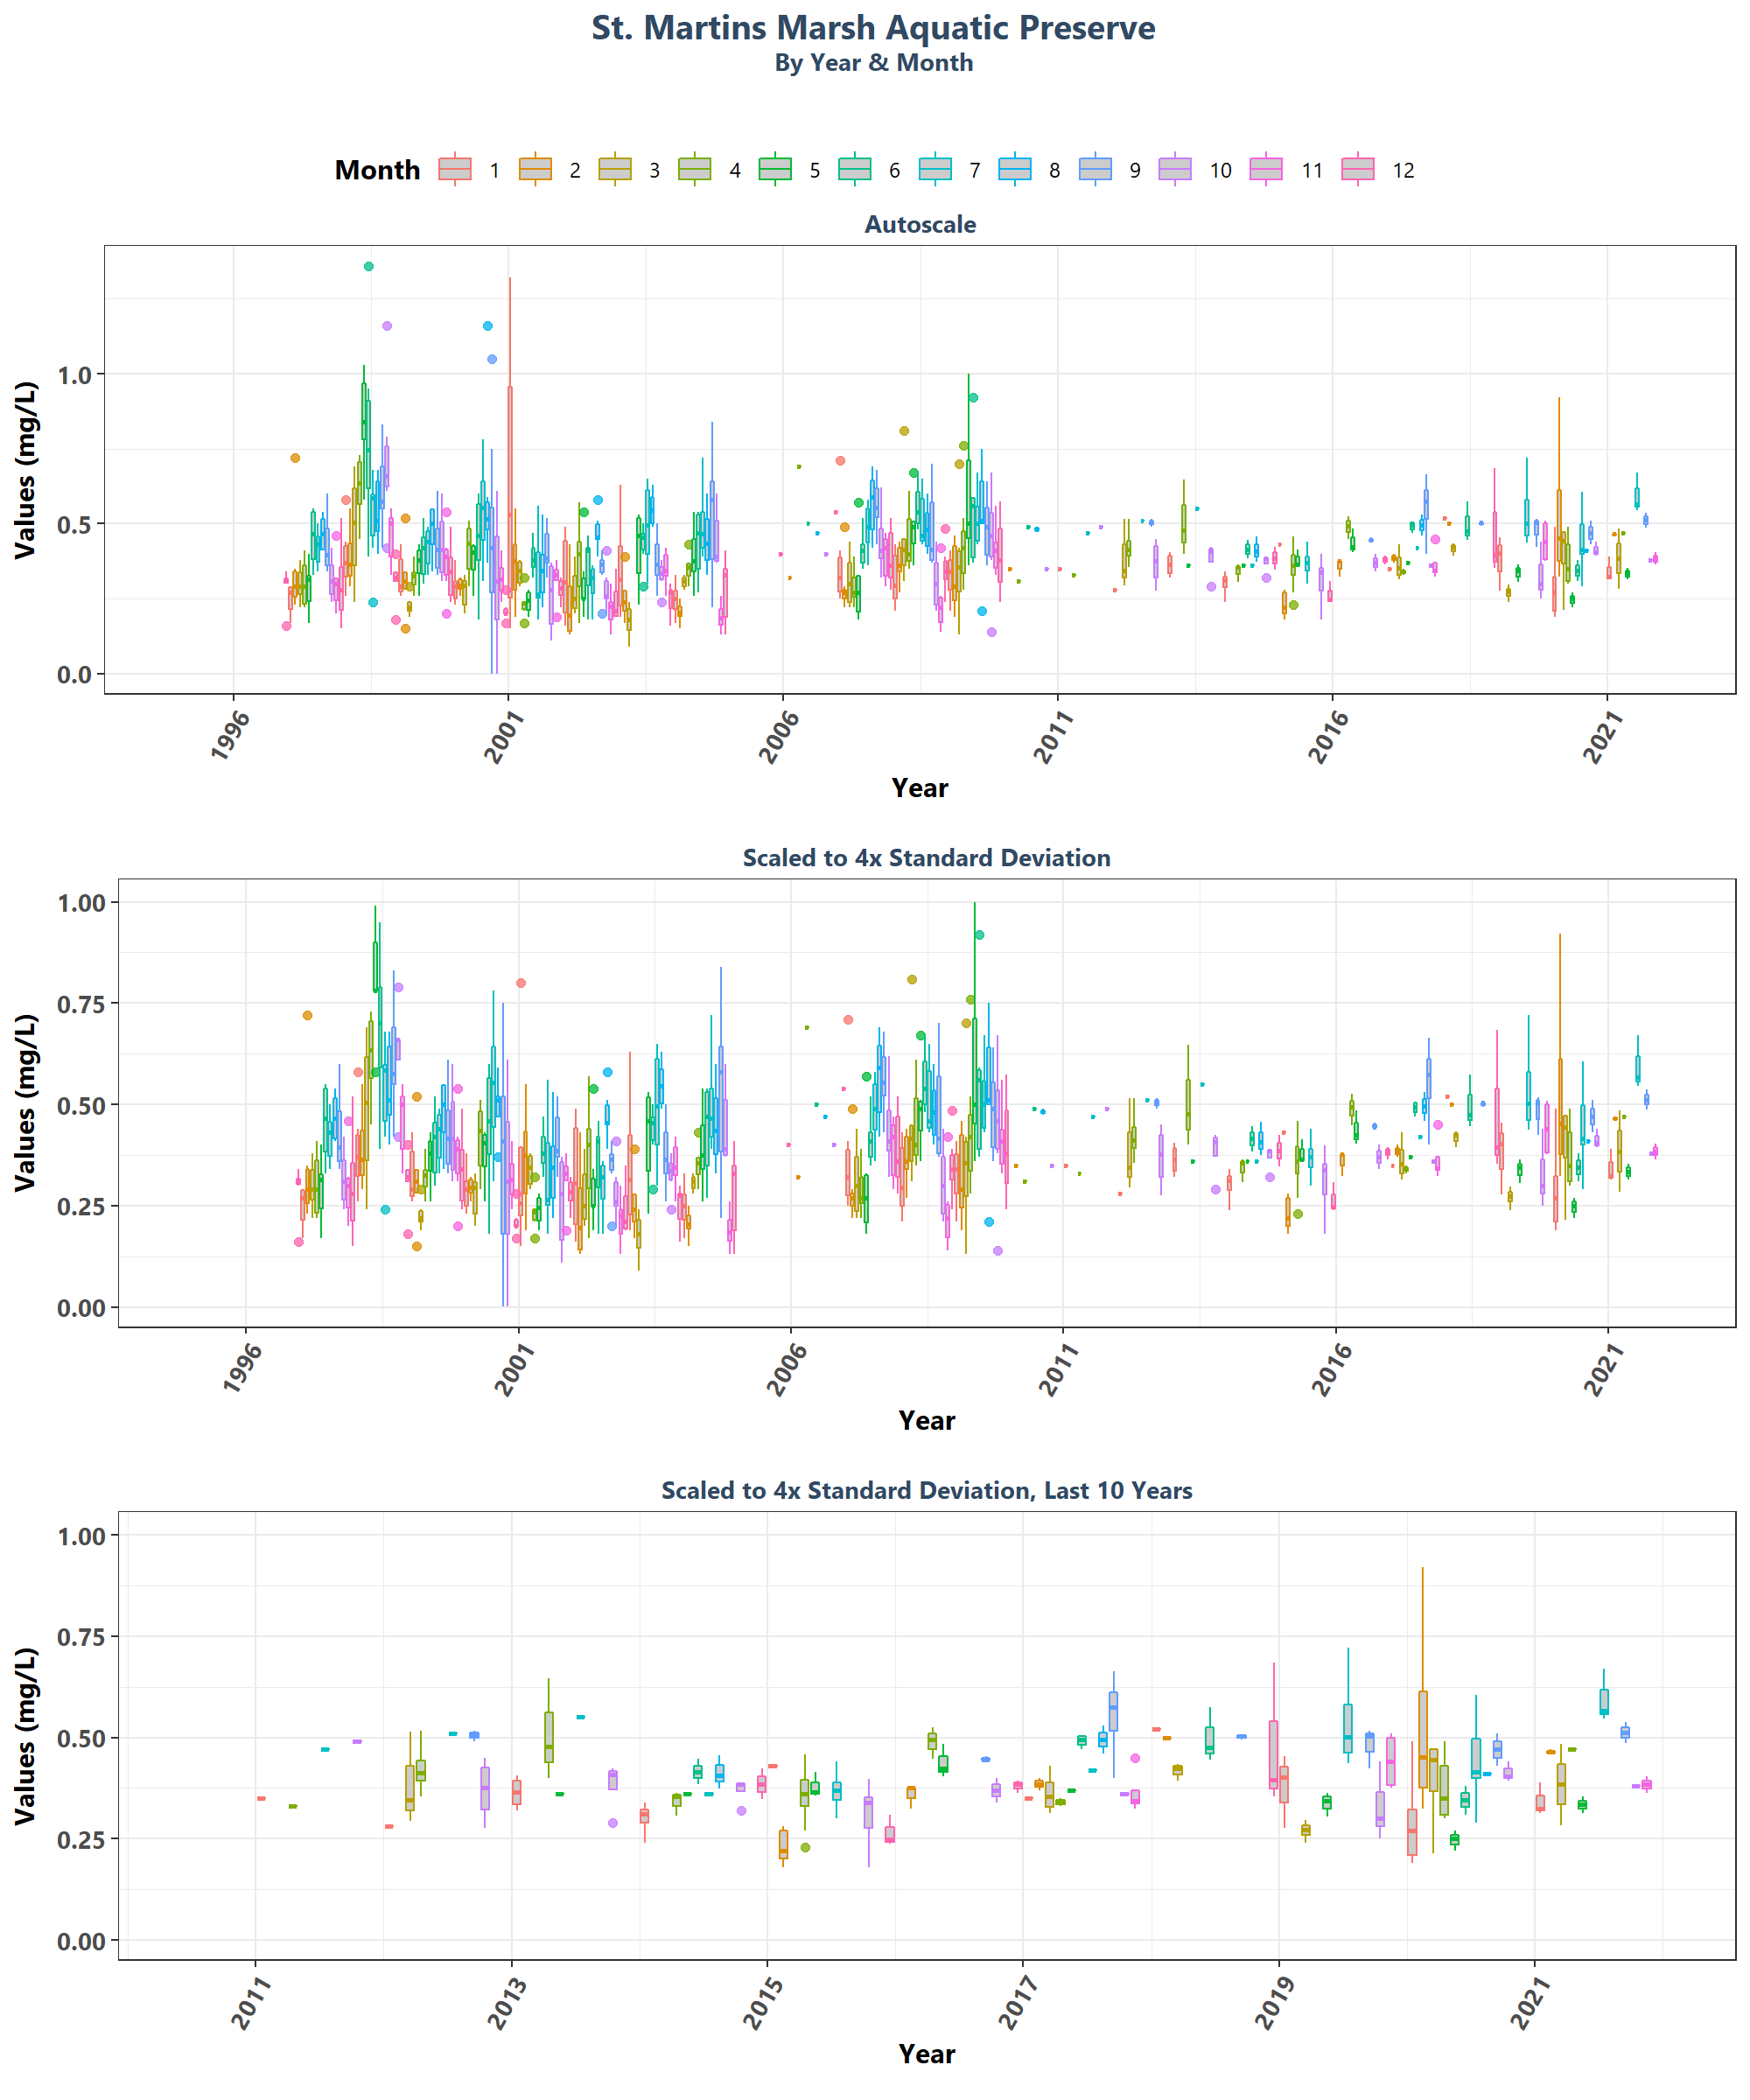 St. Martins Marsh Aquatic Preserve
By Year & Month
Month 1 2 3 4 5 6 7 8 9 10 11 12
Autoscale
Values (mg/L)
1.0
0.5
0.0
1996 2001 2006 2011 2016 2021
Year
Scaled to 4x Standard Deviation
Values (mg/L)
1.00
0.75
0.50
0.25
0.00
1996 2001 2006 2011 2016 2021
Year
Scaled to 4x Standard Deviation, Last 10 Years
Values (mg/L)
1.00
0.75
0.50
0.25
0.00
2011 2013 2015 2017 2019 2021
Year